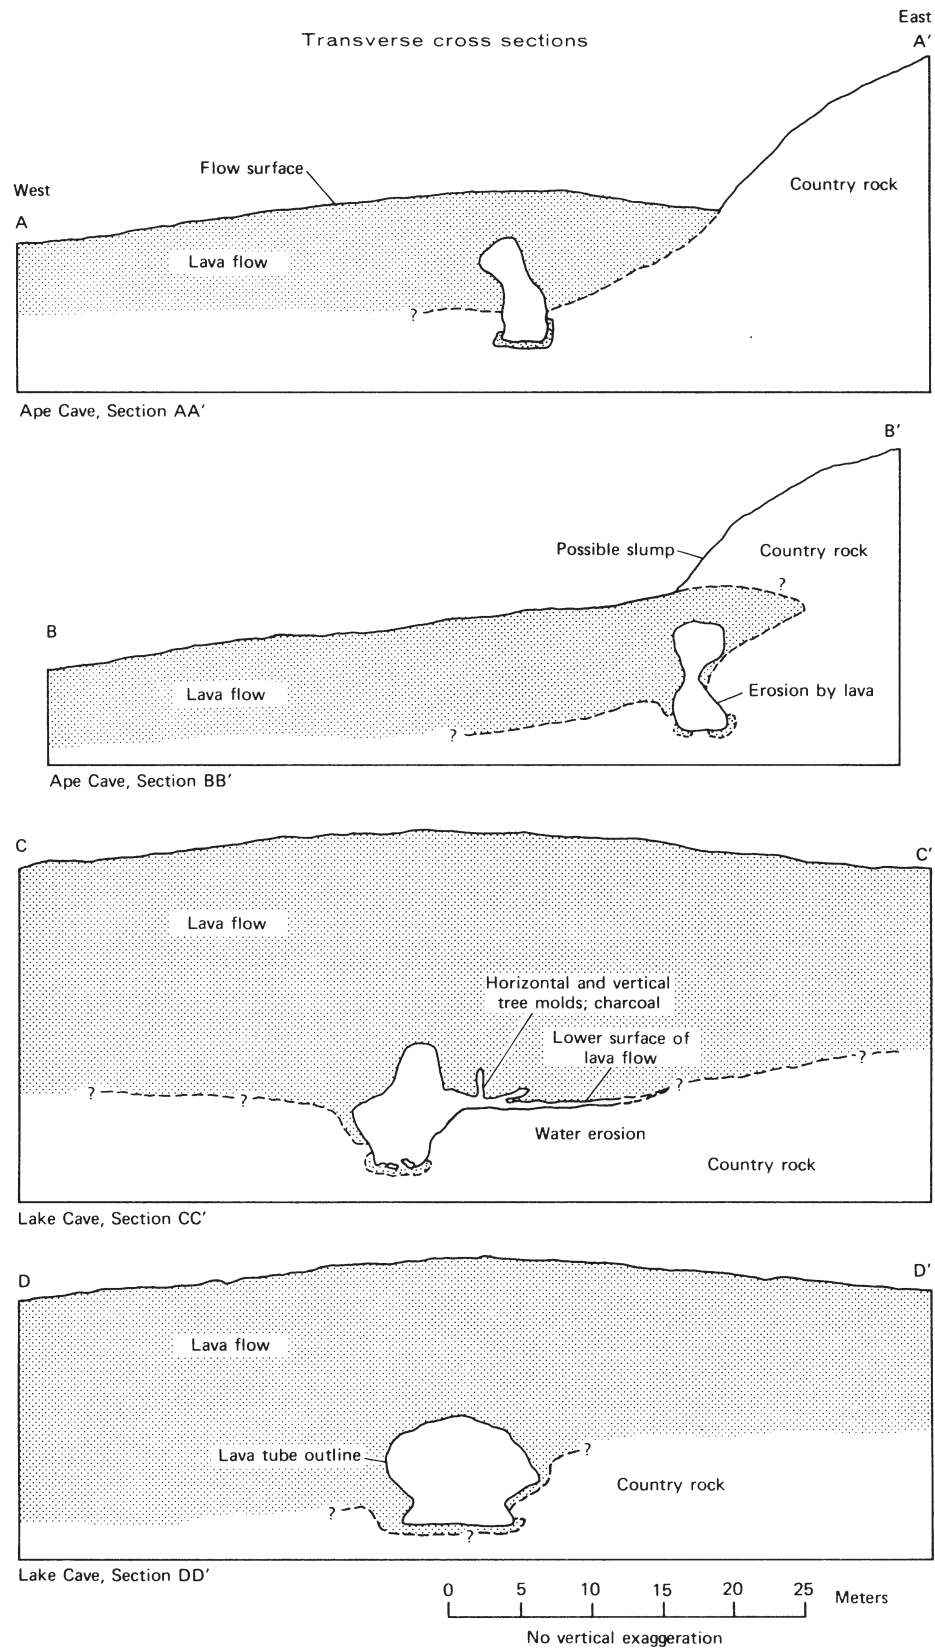 Transverse cross sections
East
A'
West
A
Flow surface
Country rock
Lava flow
?
Ape Cave, Section AA'
B'
Possible slump
Country rock
?
B
Lava flow
Erosion by lava
?
Ape Cave, Section BB'
C
C'
Lava flow
Horizontal and vertical
tree molds; charcoal
Lower surface of
lava flow
?
?
?
?
Water erosion
Country rock
Lake Cave, Section CC'
D
D'
Lava flow
Lava tube outline
?
Country rock
?
?
Lake Cave, Section DD'
0 5 10 15 20 25 Meters
No vertical exaggeration